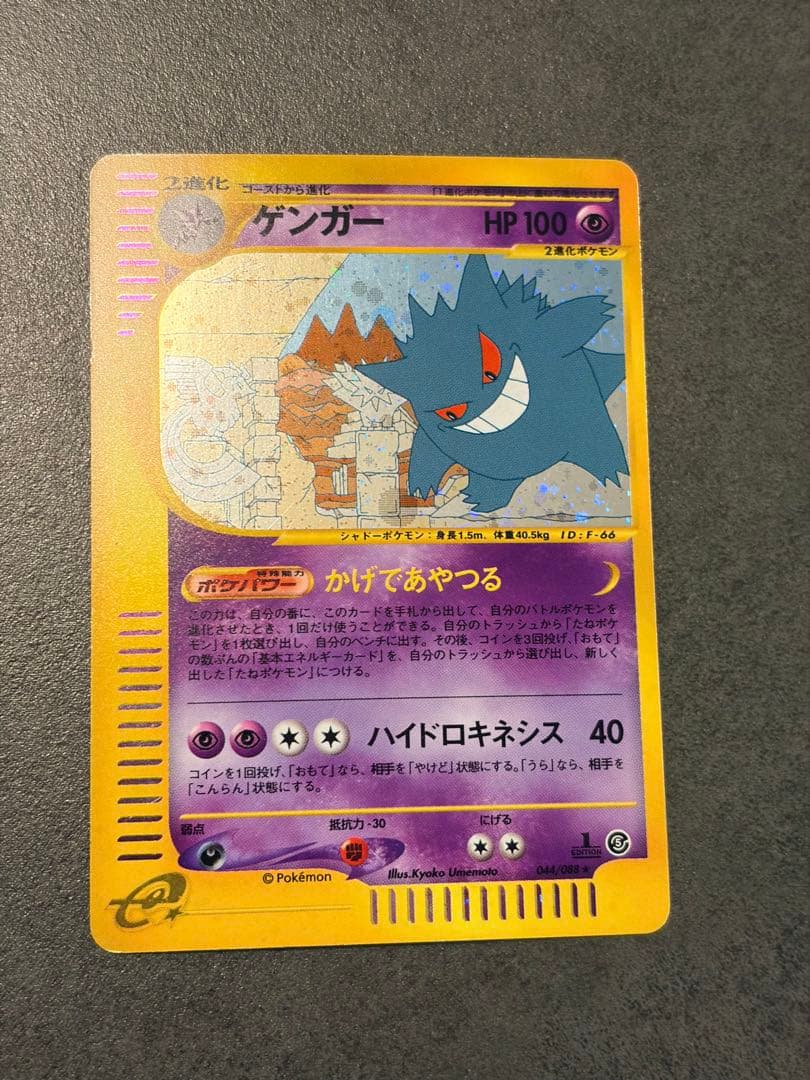 2進化
ゴーストから進化
ゲンガー
HP 100
2進化ポケモン
シャドーポケモン：身長1.5m、体重40.5kg ID:F-66
特殊能力
ポケパワー
かげであやつる
この力は、自分の番に、このカードを手札から出して、自分のバトルポケモンを
進化させたとき、1回だけ使うことができる。自分のトラッシュから「たねポケ
モン」を1枚選び出し、自分のベンチに出す。その後、コインを3回投げ、「おもて」
の数ぶんの「基本エネルギーカード」を、自分のトラッシュから選び出し、新しく
出した「たねポケモン」につける。
ハイドロキネシス 40
コインを1回投げ、「おもて」なら、相手を「やけど」状態にする。「うら」なら、相手を
「こんらん」状態にする。
弱点
抵抗力 -30
にげる
1
EDITION
5
© Pokémon
Illus.Kyoko Umemoto
044/088 ★
e